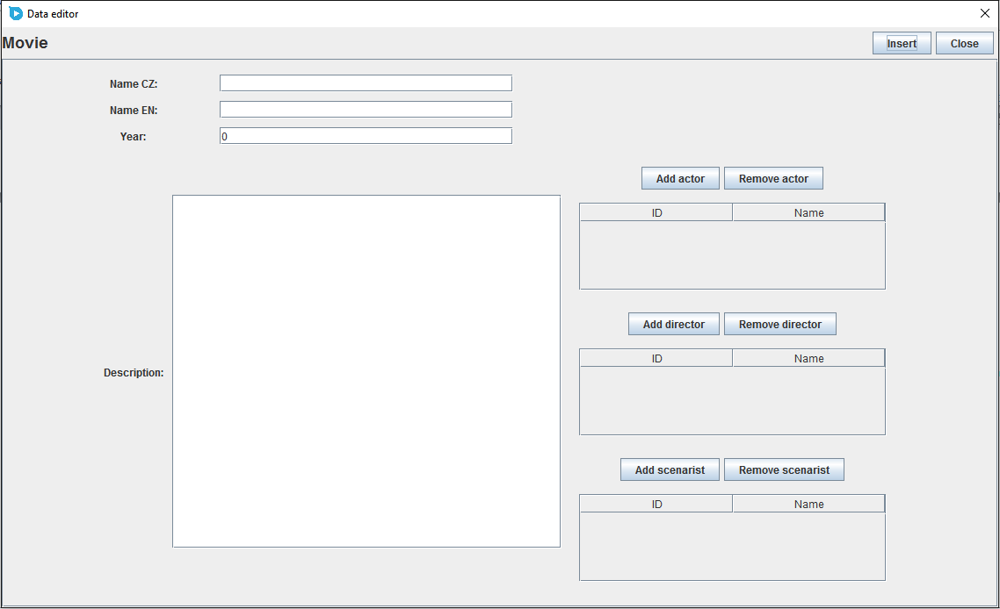 Data editor
Movie
Insert Close
Name CZ:
Name EN:
Year: 0
Add actor Remove actor
ID Name
Add director Remove director
ID Name
Description:
Add scenarist Remove scenarist
ID Name